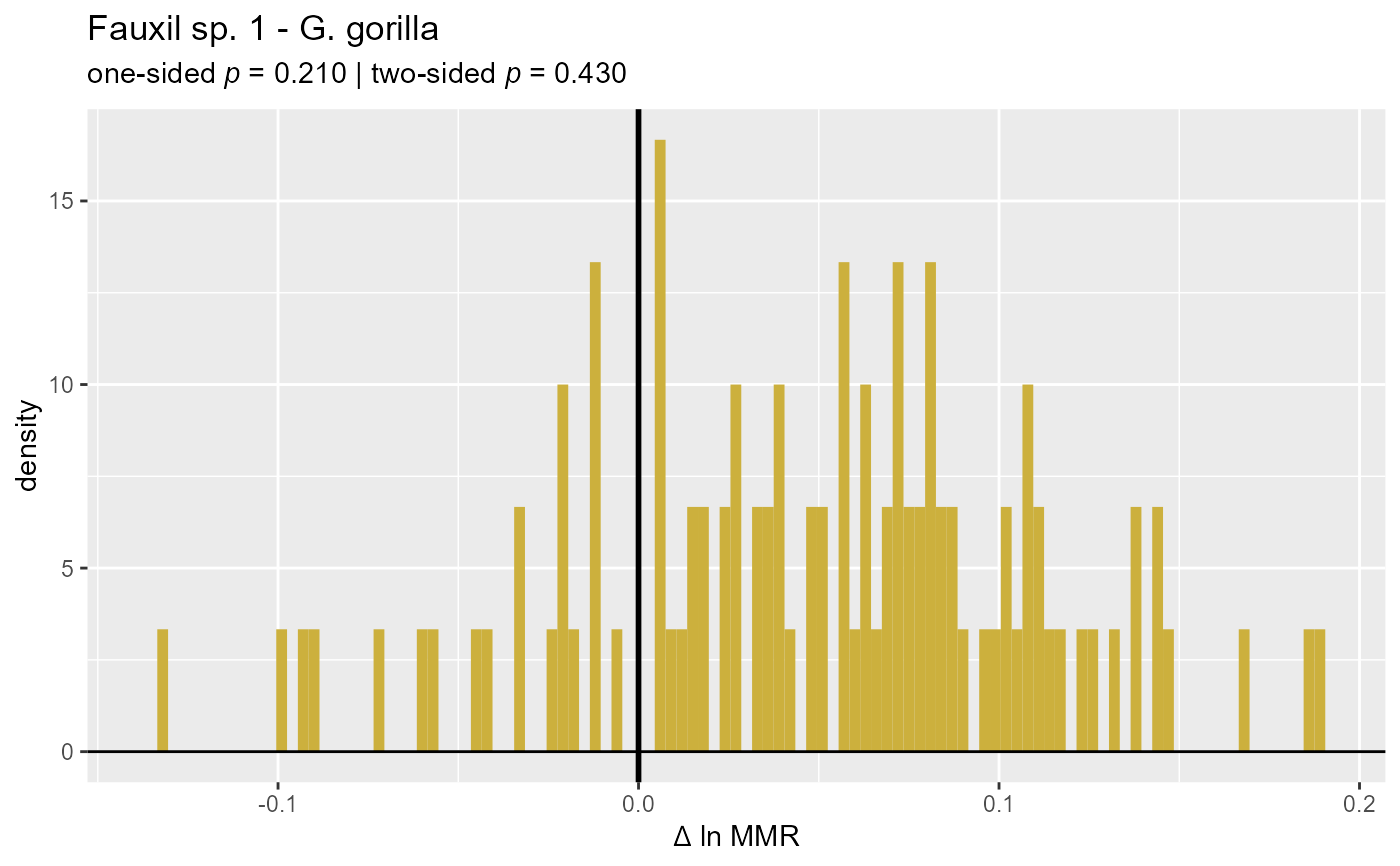 Fauxil sp. 1 - G. gorilla
one-sided p = 0.210 | two-sided p = 0.430
15
10
5
0
density
-0.1
0.0
0.1
0.2
Δ ln MMR